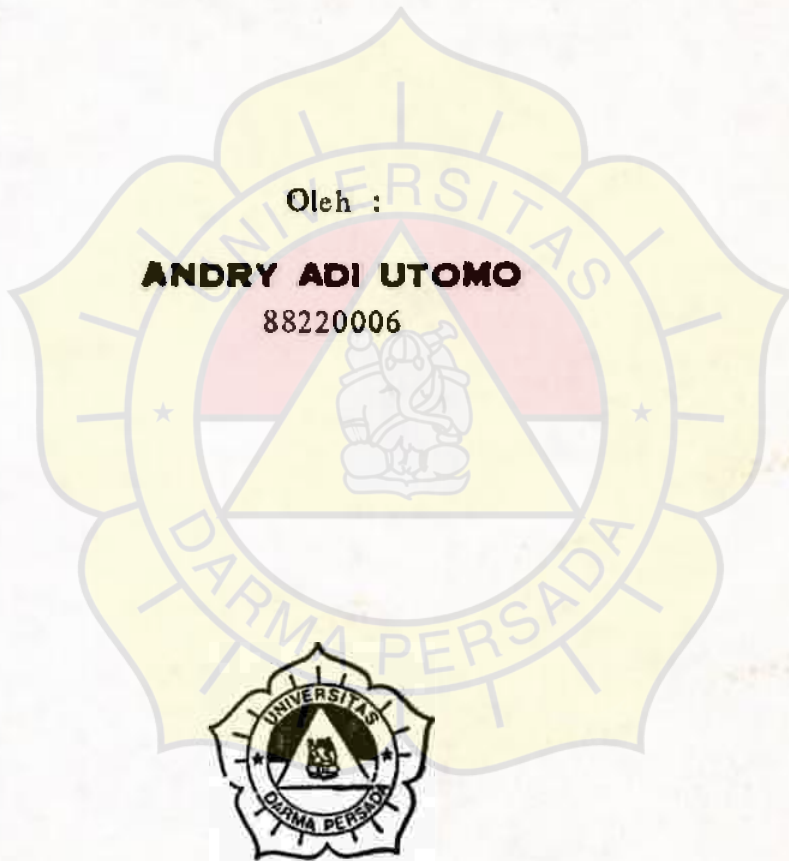 Oleh :
ANDRY ADI UTOMO
88220006
UNIVERSITAS
DARMA PERSADA
UNIVERSITAS
DARMA PERSADA